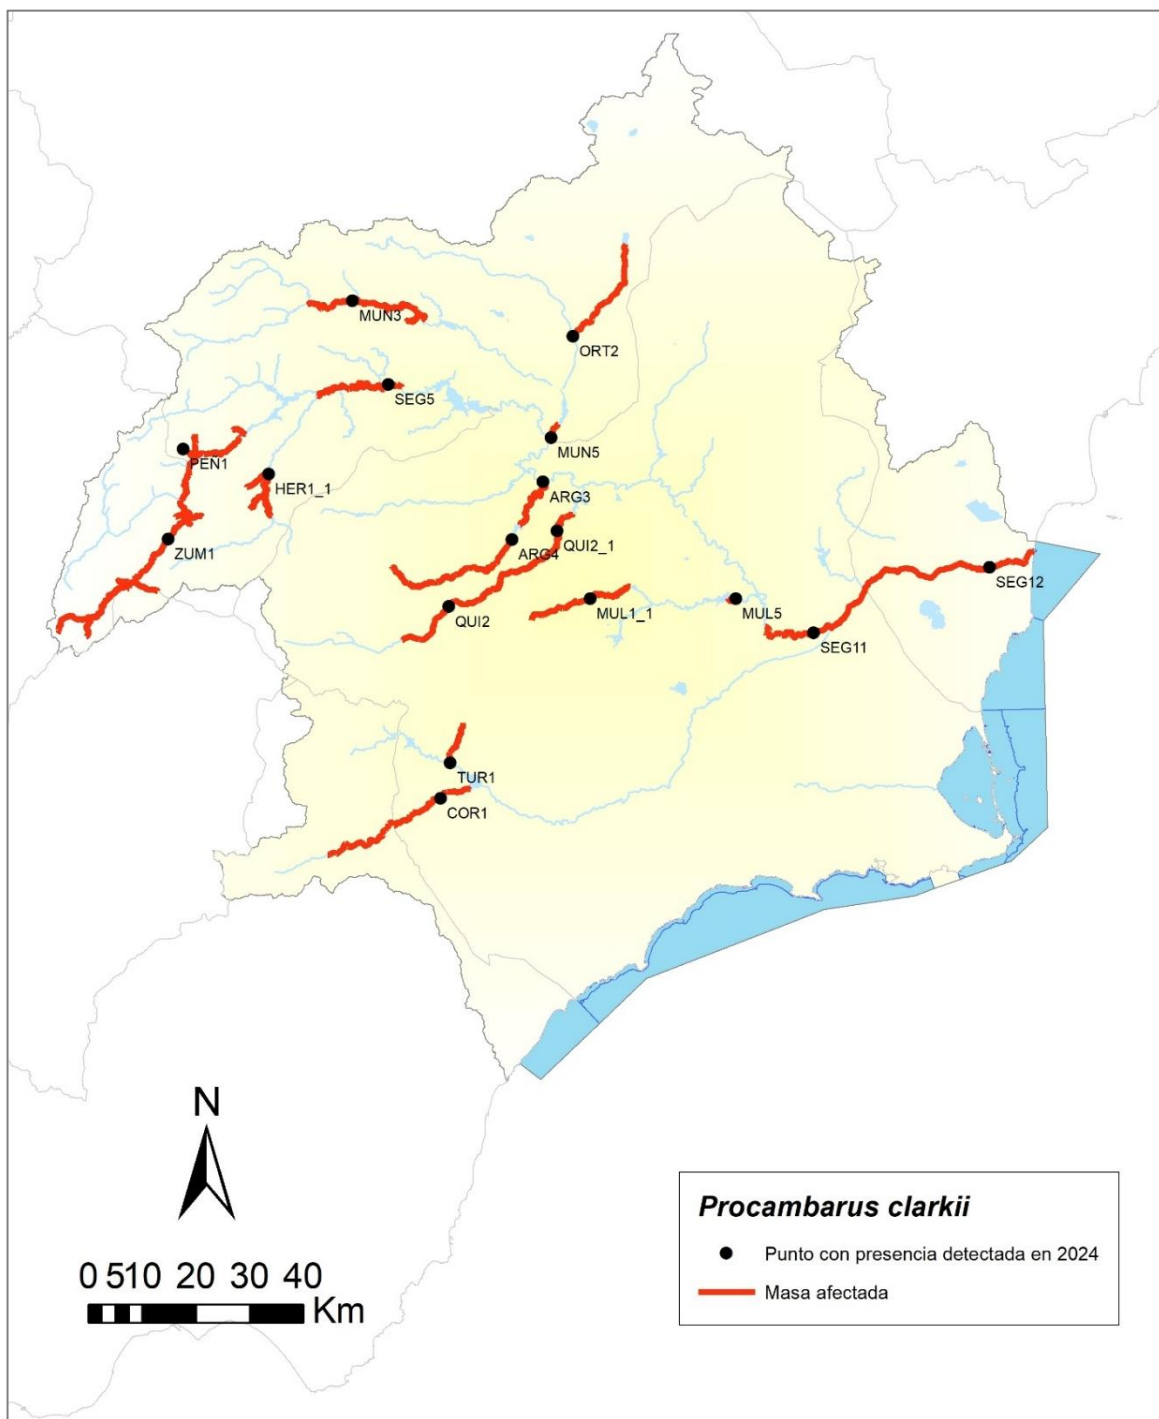 MUN3
ORT2
SEG5
MUN5
PEN1
HER1_1
ARG3
QUI2_1
ARG4
ZUM1
SEG12
MUL1_1
MUL5
QUI2
SEG11
TUR1
COR1
N
0 510 20 30 40
Km
Procambarus clarkii
Punto con presencia detectada en 2024
Masa afectada